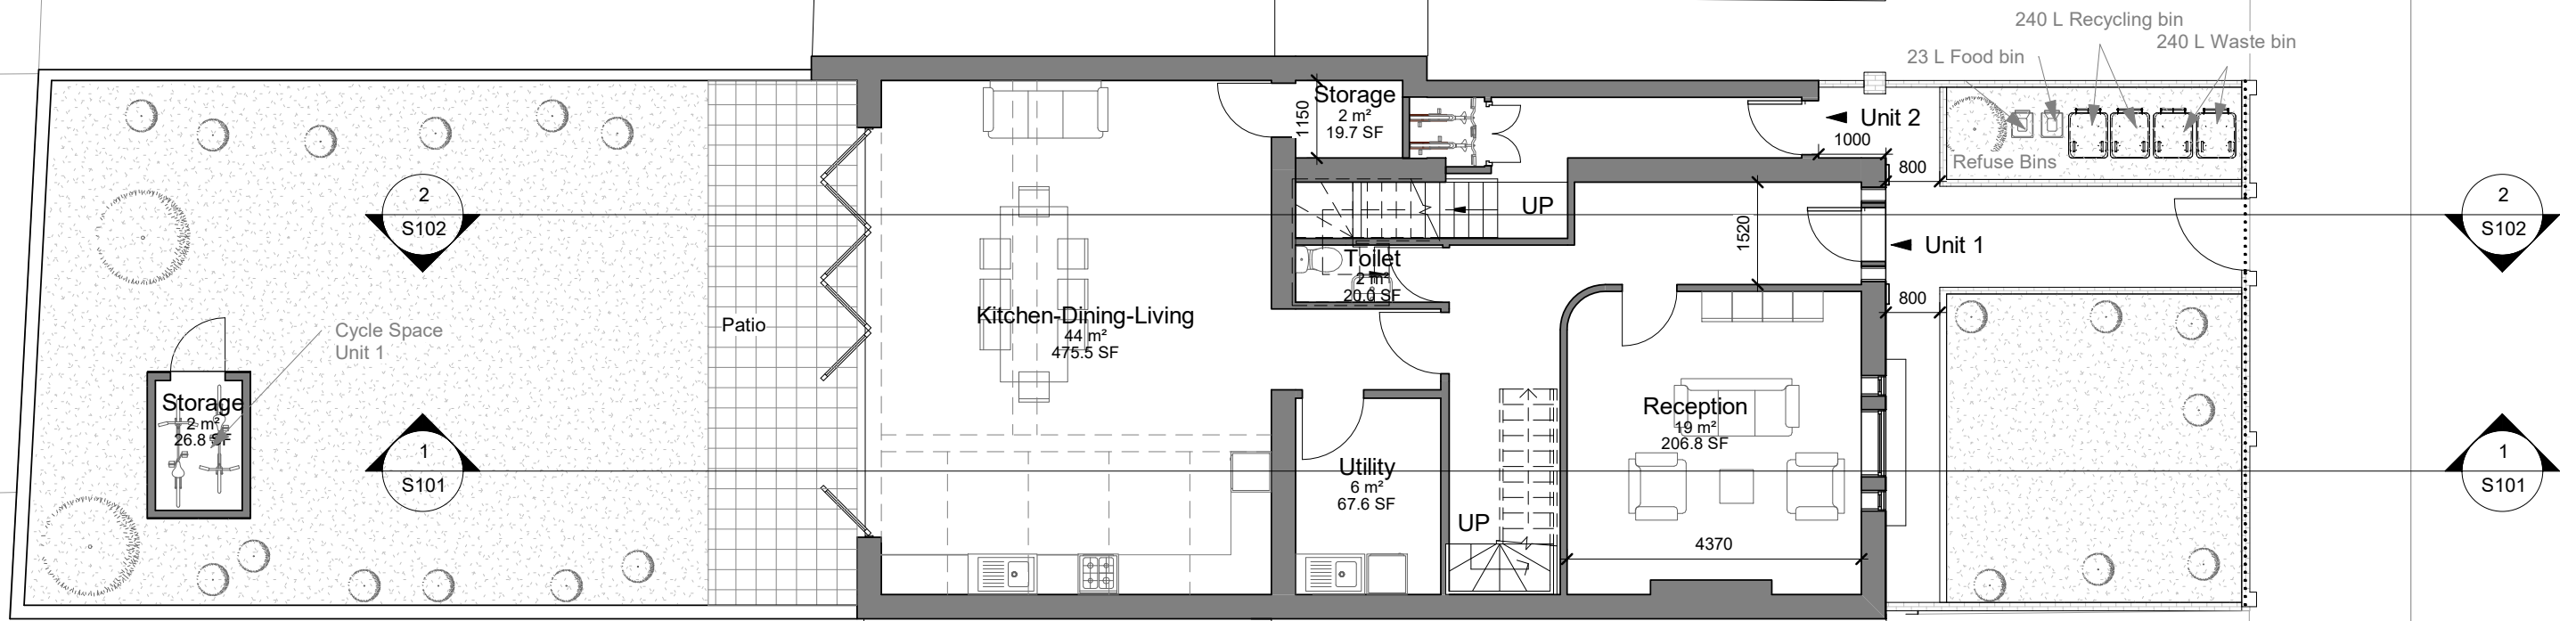 240 L Recycling bin
240 L Waste bin
23 L Food bin
Storage
2 m²
19.7 SF
1150
Unit 2
1000
800
Refuse Bins
2
S102
UP
1520
2
S102
Unit 1
Toilet
2 m²
20.0 SF
800
Kitchen-Dining-Living
44 m²
475.5 SF
Patio
Cycle Space
Unit 1
Storage
2 m²
26.8 SF
Reception
19 m²
206.8 SF
1
S101
Utility
6 m²
67.6 SF
1
S101
UP
4370